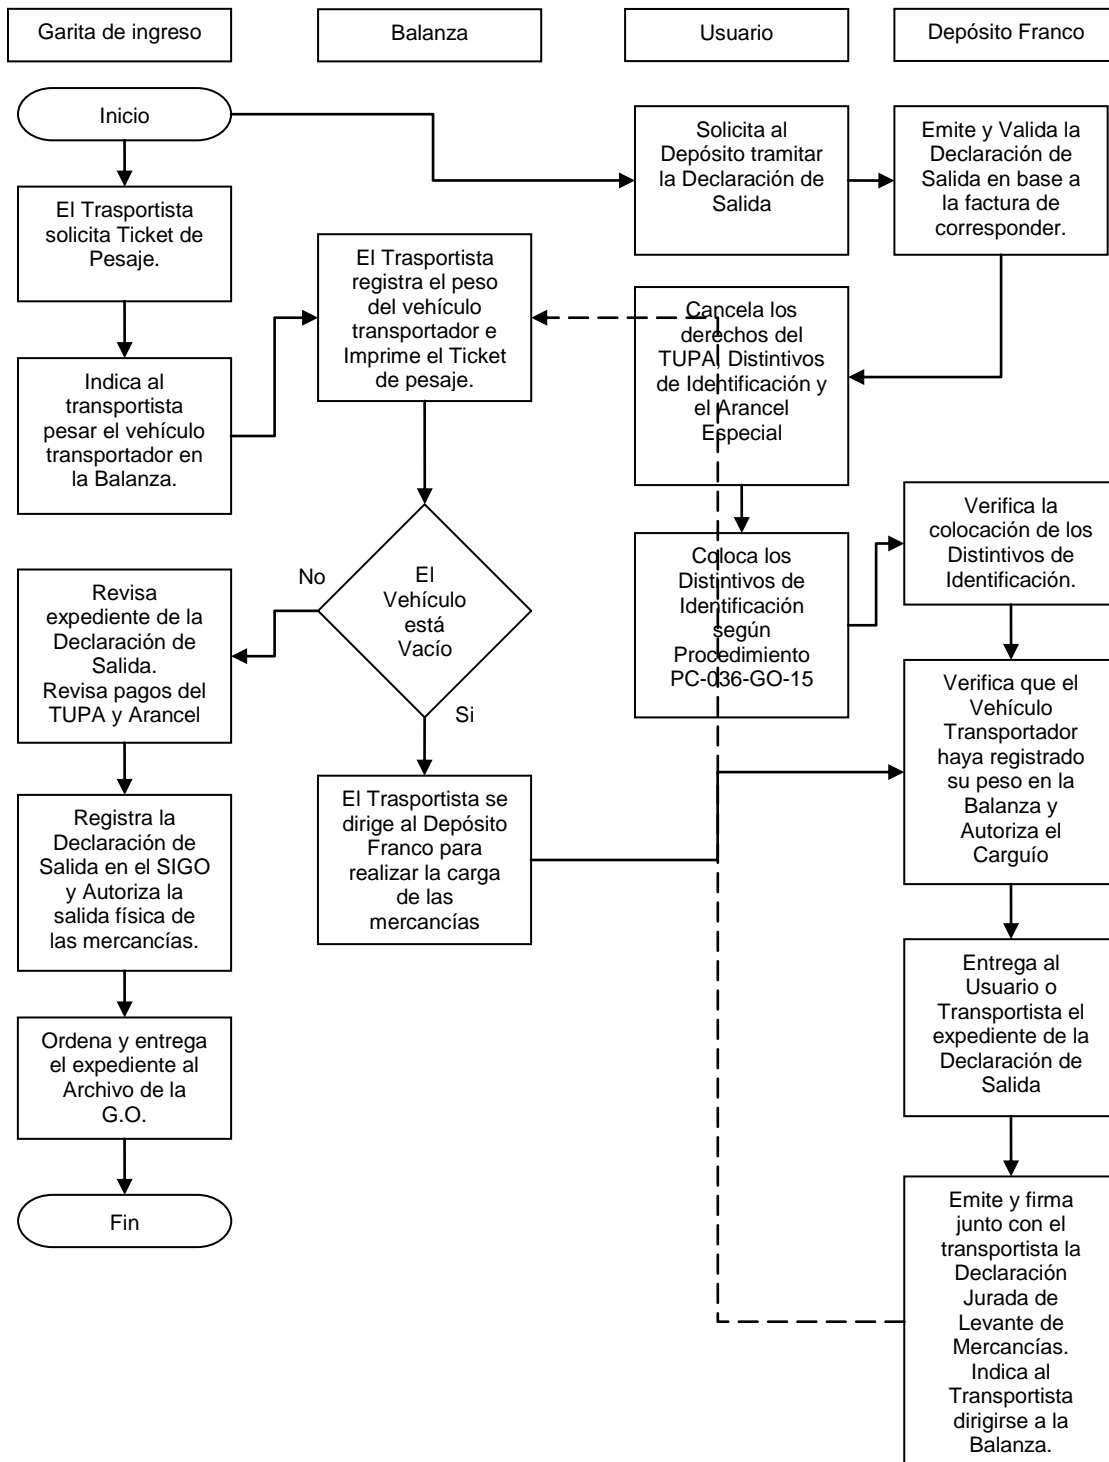 Garita de ingreso
Balanza
Usuario
Depósito Franco
Inicio
El Trasportista
solicita Ticket de
Pesaje.
Indica al
transportista
pesar el vehículo
transportador en
la Balanza.
Revisa
expediente de la
Declaración de
Salida.
Revisa pagos del
TUPA y Arancel
Registra la
Declaración de
Salida en el SIGO
y Autoriza la
salida física de
las mercancías.
Ordena y entrega
el expediente al
Archivo de la
G.O.
Fin
El Trasportista
registra el peso
del vehículo
transportador e
Imprime el Ticket
de pesaje.
El
Vehículo
está
Vacío
No
Si
El Trasportista se
dirige al Depósito
Franco para
realizar la carga
de las
mercancías
Solicita al
Depósito tramitar
la Declaración de
Salida
Cancela los
derechos del
TUPA, Distintivos
de Identificación y
el Arancel
Especial
Coloca los
Distintivos de
Identificación
según
Procedimiento
PC-036-GO-15
Emite y Valida la
Declaración de
Salida en base a
la factura de
corresponder.
Verifica la
colocación de los
Distintivos de
Identificación.
Verifica que el
Vehículo
Transportador
haya registrado
su peso en la
Balanza y
Autoriza el
Carguío
Entrega al
Usuario o
Transportista el
expediente de la
Declaración de
Salida
Emite y firma
junto con el
transportista la
Declaración
Jurada de
Levante de
Mercancías.
Indica al
Transportista
dirigirse a la
Balanza.